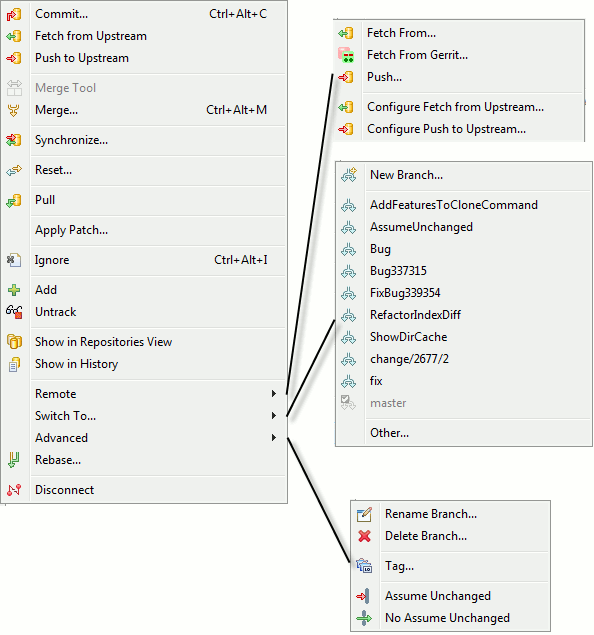 Commit... Ctrl+Alt+C
Fetch from Upstream
Push to Upstream
Merge Tool
Merge... Ctrl+Alt+M
Synchronize...
Reset...
Pull
Apply Patch...
Ignore Ctrl+Alt+I
Add
Untrack
Show in Repositories View
Show in History
Remote
Switch To...
Advanced
Rebase...
Disconnect
Fetch From...
Fetch From Gerrit...
Push...
Configure Fetch from Upstream...
Configure Push to Upstream...
New Branch...
AddFeaturesToCloneCommand
AssumeUnchanged
Bug
Bug337315
FixBug339354
RefactorIndexDiff
ShowDirCache
change/2677/2
fix
master
Other...
Rename Branch...
Delete Branch...
Tag...
Assume Unchanged
No Assume Unchanged